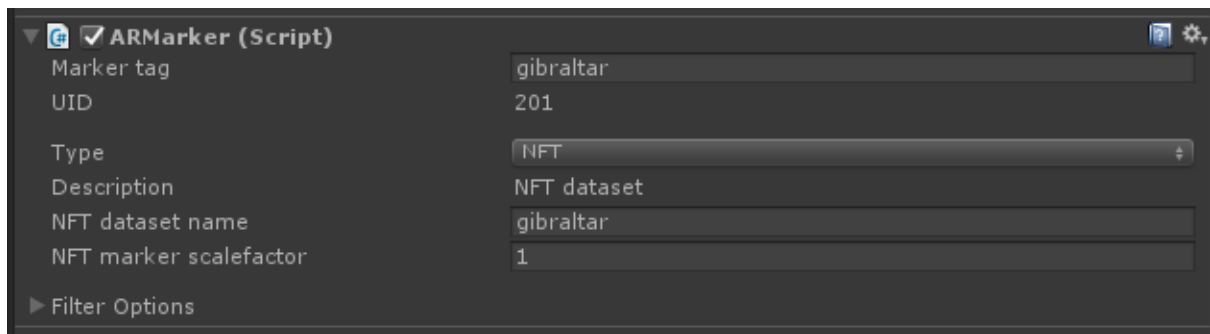 ARMarker (Script)
Marker tag gibraltar
UID 201
Type NFT
Description NFT dataset
NFT dataset name gibraltar
NFT marker scalefactor 1
Filter Options